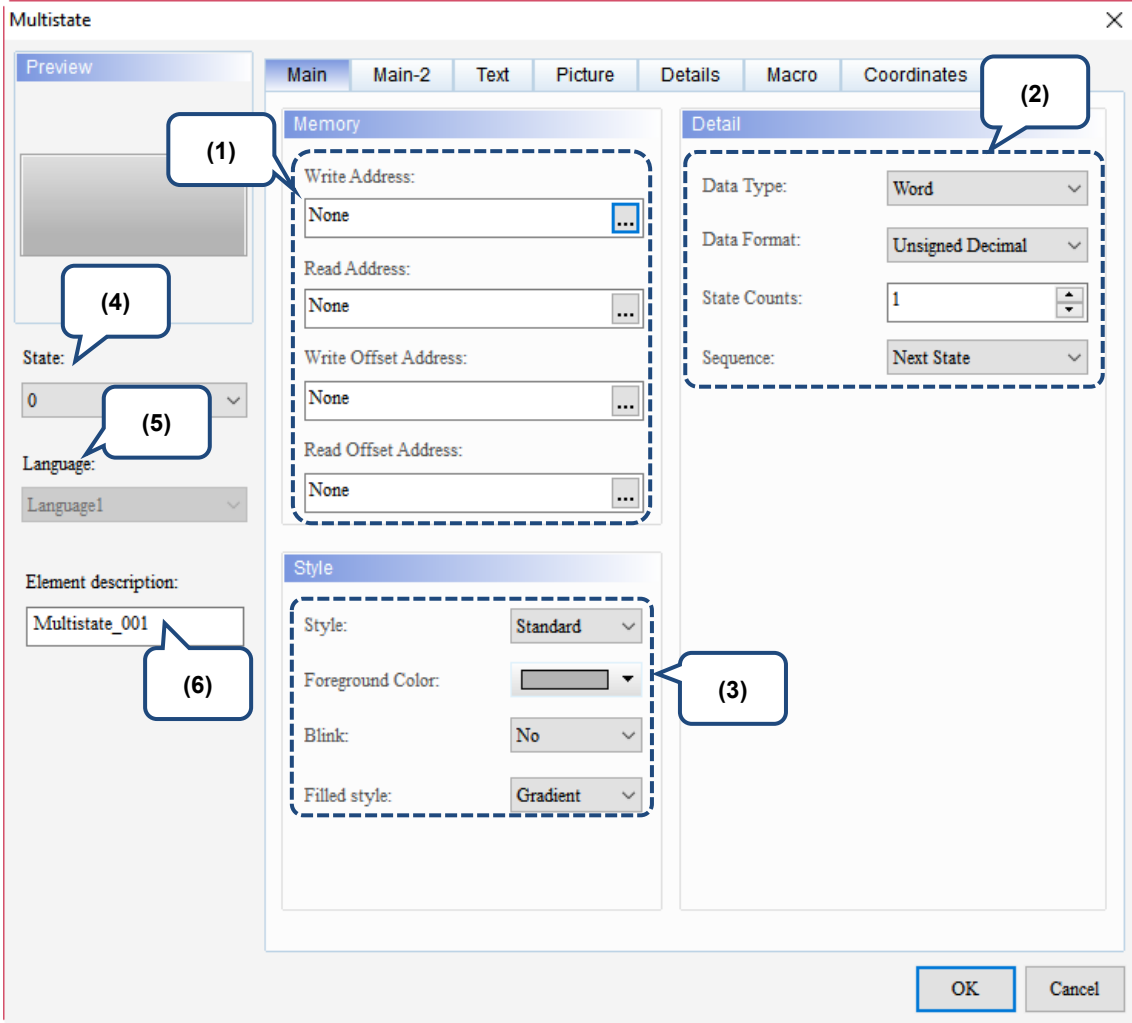 Multistate
Preview
Main Main-2 Text Picture Details Macro Coordinates
(1)
(2)
Memory
Write Address:
None
...
Read Address:
None
...
Write Offset Address:
None
...
Read Offset Address:
None
...
Detail
Data Type: Word
Data Format: Unsigned Decimal
State Counts: 1
Sequence: Next State
(4)
State:
0
(5)
Language:
Language1
Element description:
Multistate_001
(6)
Style
Style: Standard
Foreground Color:
Blink: No
Filled style: Gradient
(3)
OK Cancel